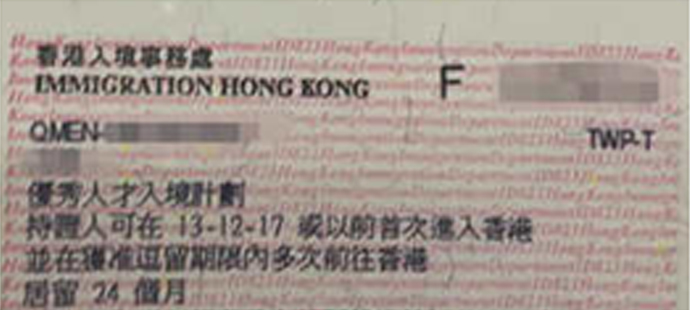 香港入境事務處
IMMIGRATION HONG KONG
F
QMEN-
TWP-T
優秀人才入境計劃
持證人可在 13-12-17 或以前首次進入香港
並在獲准逗留期限內多次前往香港
居留 24 個月